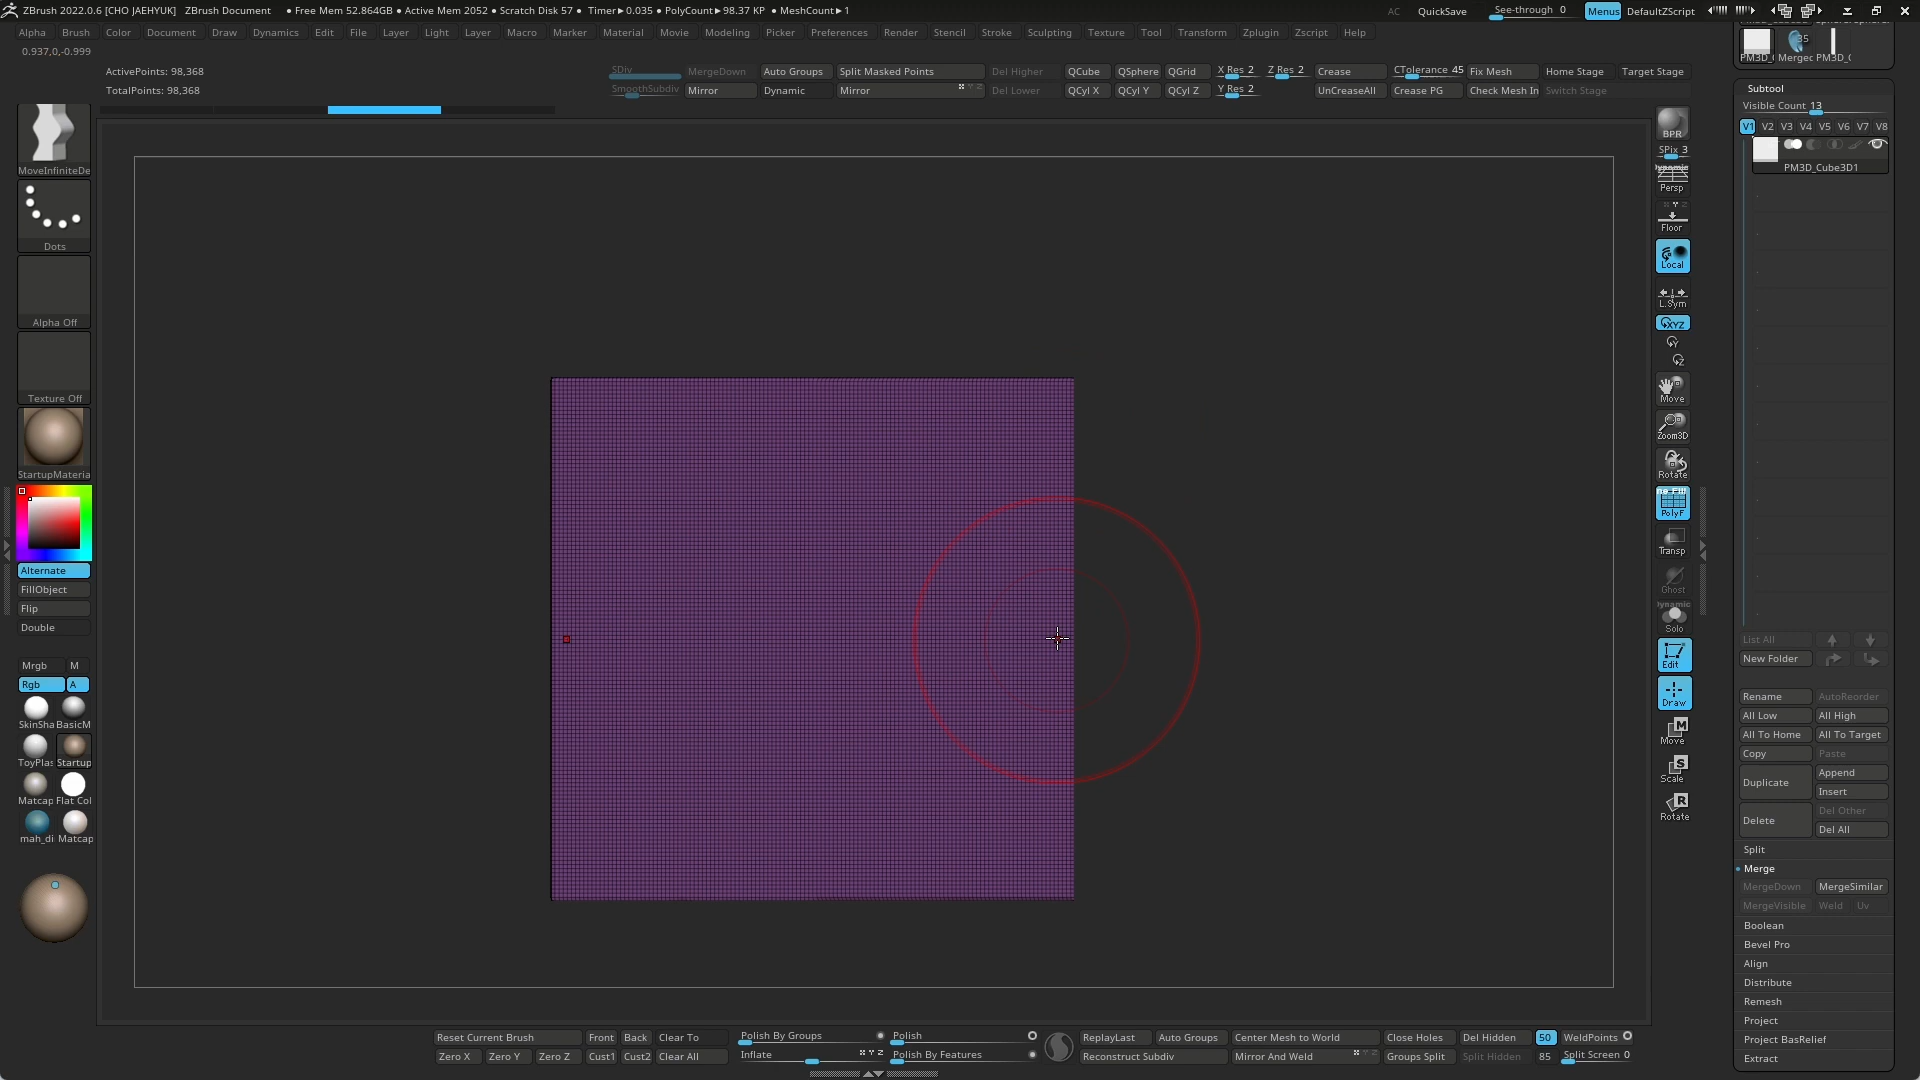 ZBrush 2022.0.6 [CHO JAEHYUK] ZBrush Document • Free Mem 52.864GB • Active Mem 2052 • Scratch Disk 57 • Timer▸0.035 • PolyCount▸98.37 KP • MeshCount▸1 AC QuickSave See-through 0 Menus DefaultZScript
Alpha Brush Color Document Draw Dynamics Edit File Layer Light Layer Macro Marker Material Movie Modeling Picker Preferences Render Stencil Stroke Sculpting Texture Tool Transform Zplugin Zscript Help
0.937,0,-0.999
ActivePoints: 98,368
TotalPoints: 98,368
SDiv MergeDown Auto Groups Split Masked Points Del Higher QCube QSphere QGrid X Res 2 Z Res 2 Crease CTolerance 45 Fix Mesh Home Stage Target Stage
SmoothSubdiv Mirror Dynamic Mirror Del Lower QCyl X QCyl Y QCyl Z Y Res 2 UnCreaseAll Crease PG Check Mesh In Switch Stage
MoveInfiniteDe
Dots
Alpha Off
Texture Off
StartupMateria
Alternate
FillObject
Flip
Double
Mrgb M
Rgb A
SkinSha BasicM
ToyPlas Startup
Matcap Flat Col
mah_di Matcap
BPR
SPix 3
Dynamic
Persp
Floor
Local
L.Sym
XYZ
Y
Z
Move
Zoom3D
Rotate
PolyF
Transp
Ghost
Dynamic
Solo
Edit
Draw
Move
Scale
Rotate
35
PM3D_( Mergec PM3D_(
Subtool
Visible Count 13
V1 V2 V3 V4 V5 V6 V7 V8
PM3D_Cube3D1
List All
New Folder
Rename AutoReorder
All Low All High
All To Home All To Target
Copy Paste
Duplicate Append
Insert
Delete Del Other
Del All
Split
Merge
MergeDown MergeSimilar
MergeVisible Weld Uv
Boolean
Bevel Pro
Align
Distribute
Remesh
Project
Project BasRelief
Extract
Reset Current Brush Front Back Clear To Polish By Groups Polish ReplayLast Auto Groups Center Mesh to World Close Holes Del Hidden 50 WeldPoints
Zero X Zero Y Zero Z Cust1 Cust2 Clear All Inflate X Y Z Polish By Features Reconstruct Subdiv Mirror And Weld Groups Split Split Hidden 85 Split Screen 0